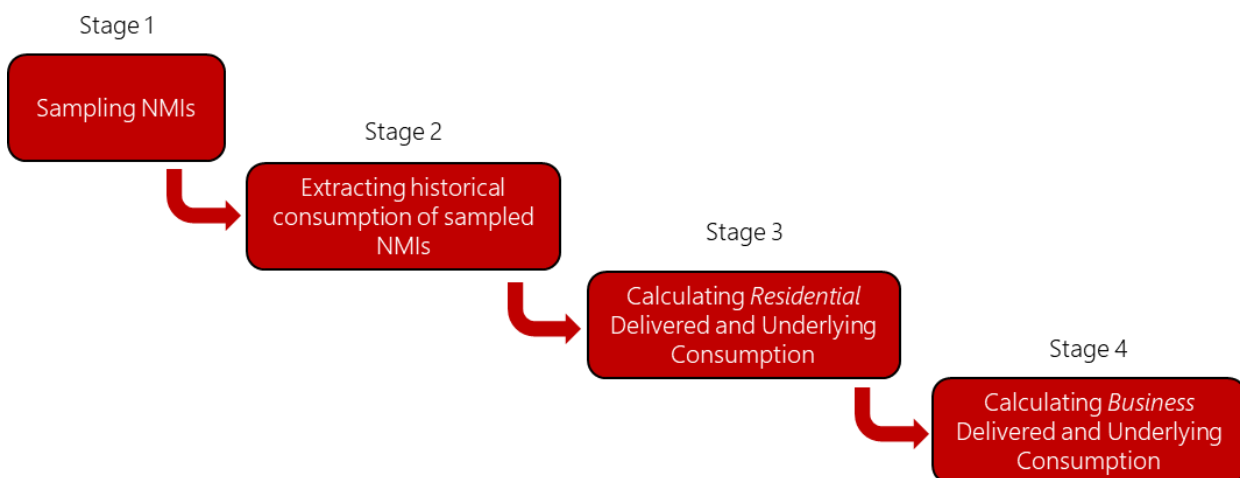 Stage 1
Sampling NMIs
Stage 2
Extracting historical
consumption of sampled
NMIs
Stage 3
Calculating Residential
Delivered and Underlying
Consumption
Stage 4
Calculating Business
Delivered and Underlying
Consumption